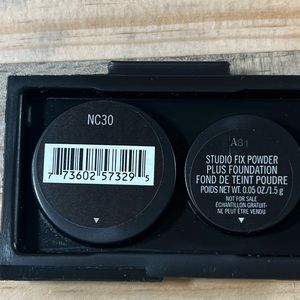 NC30
7 73602 57329 5
A81
STUDIO FIX POWDER
PLUS FOUNDATION
FOND DE TEINT POUDRE
POIDS NET WT. 0.05 OZ/1.5 g
NOT FOR SALE
ÉCHANTILLON GRATUIT-
NE PEUT ÊTRE VENDU